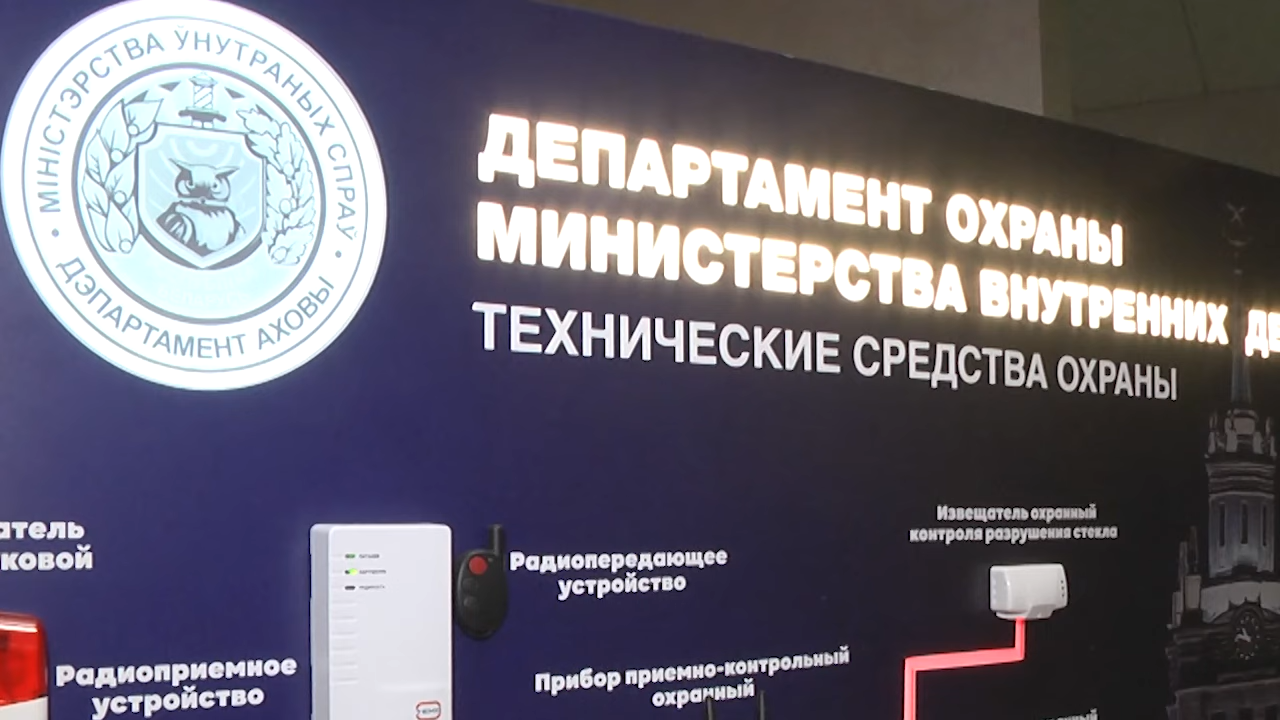 МІНІСТЭРСТВА ЎНУТРАНЫХ СПРАЎ
ДЭПАРТАМЕНТ АХОВЫ
ДЕПАРТАМЕНТ ОХРАНЫ
МИНИСТЕРСТВА ВНУТРЕННИХ
ТЕХНИЧЕСКИЕ СРЕДСТВА ОХРАНЫ
Извещатель охранный
контроля разрушения стекла
Радиопередающее
устройство
Радиоприемное
устройство
Прибор приемно-контрольный
охранный